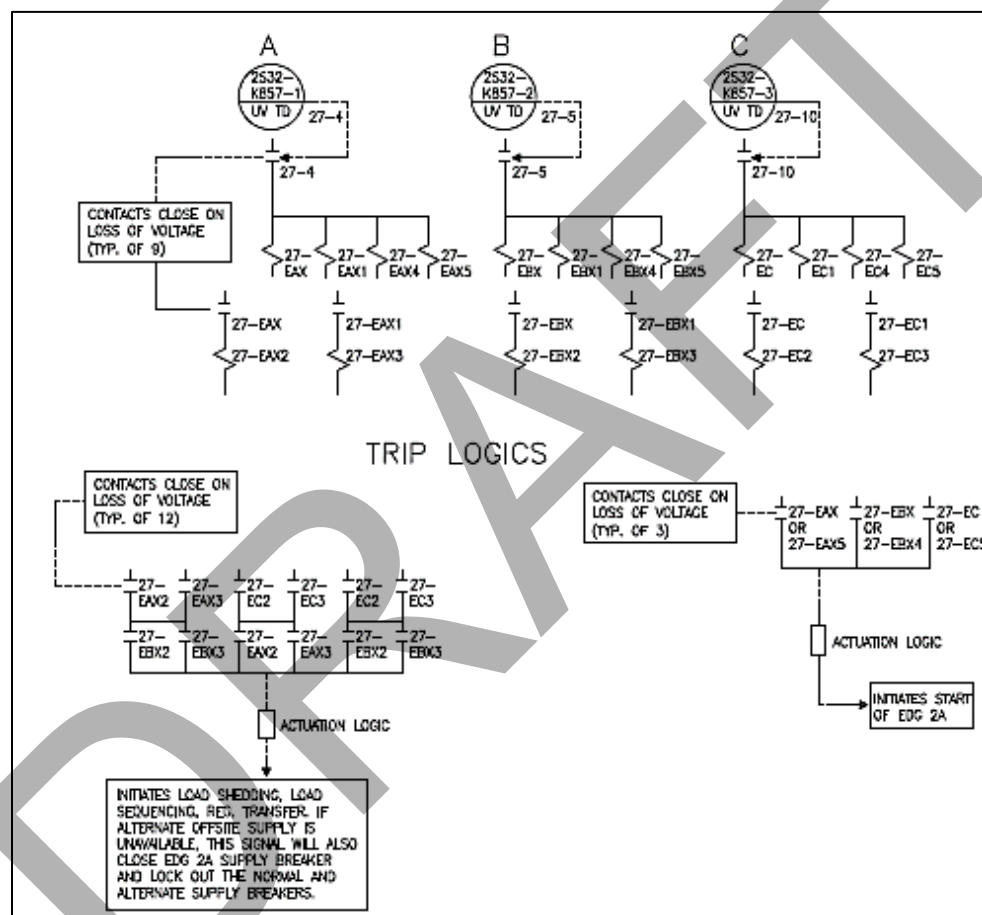 A B C
2S32-
K857-1
UV TD
27-4
27-4
2S32-
K857-2
UV TD
27-5
27-5
2S32-
K857-3
UV TD
27-10
27-10
CONTACTS CLOSE ON
LOSS OF VOLTAGE
(TYP. OF 9)
27-
EAX
27-
EAX1
27-
EAX4
27-
EAX5
27-
EBX
27-
EBX1
27-
EBX4
27-
EBX5
27-
EC
27-
EC1
27-
EC4
27-
EC5
27-EAX
27-EAX1
27-EBX
27-EBX1
27-EC
27-EC1
27-EAX2
27-EAX3
27-EBX2
27-EBX3
27-EC2
27-EC3
TRIP LOGICS
CONTACTS CLOSE ON
LOSS OF VOLTAGE
(TYP. OF 12)
27-
EAX2
27-
EAX3
27-
EC2
27-
EC3
27-
EC2
27-
EC3
27-
EBX2
27-
EBX3
27-
EAX2
27-
EAX3
27-
EBX2
27-
EBX3
ACTUATION LOGIC
INITIATES LOAD SHEDDING, LOAD
SEQUENCING, REC. TRANSFER. IF
ALTERNATE OFFSITE SUPPLY IS
UNAVAILABLE, THIS SIGNAL WILL ALSO
CLOSE EDG 2A SUPPLY BREAKER
AND LOCK OUT THE NORMAL AND
ALTERNATE SUPPLY BREAKERS.
CONTACTS CLOSE ON
LOSS OF VOLTAGE
(TYP. OF 3)
27-EAX
OR
27-EAX5
27-EBX
OR
27-EBX4
27-EC
OR
27-EC5
ACTUATION LOGIC
INITIATES START
OF EDG 2A
DRAFT